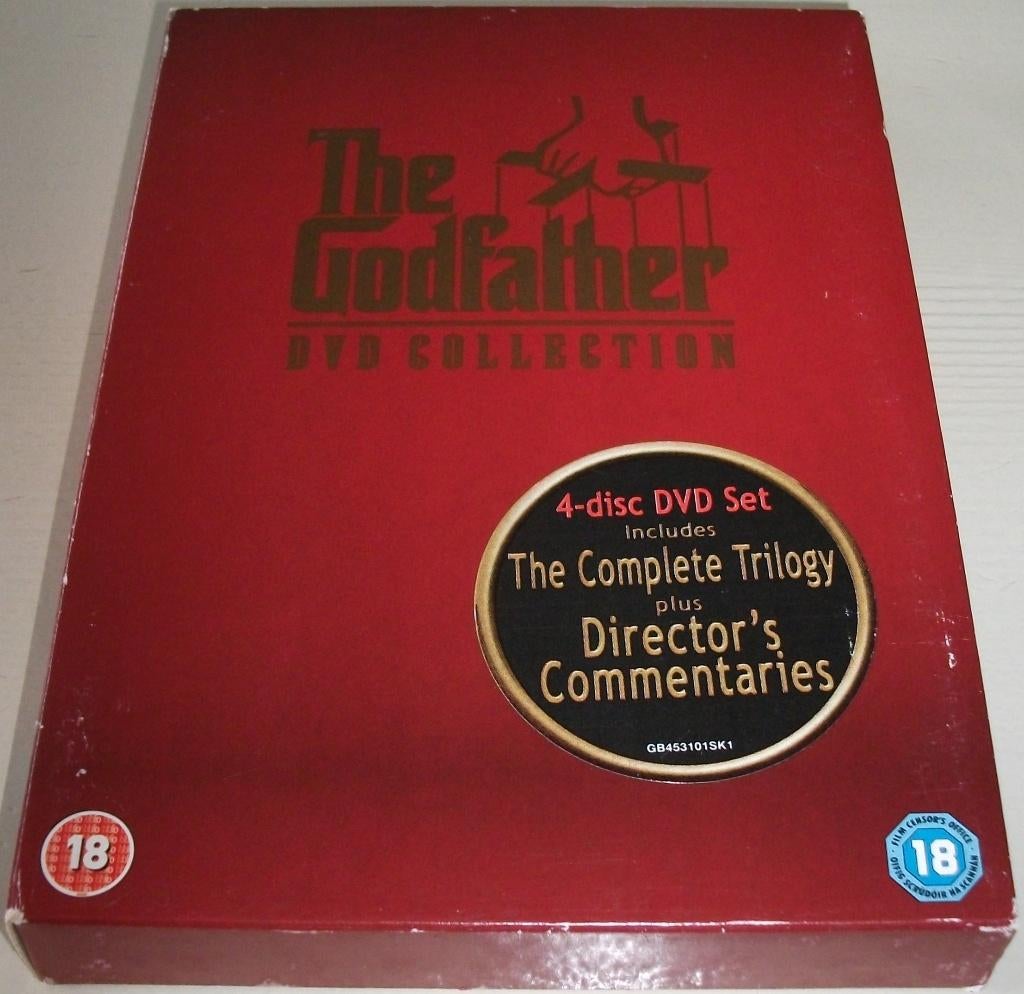 The
Godfather
DVD COLLECTION
4-disc DVD Set
Includes
The Complete Trilogy
plus
Director's
Commentaries
GB453101SK1
18
FILM CENSOR'S OFFICE
18
OIFIG SCRÚDÓIR NA SCANNÁN